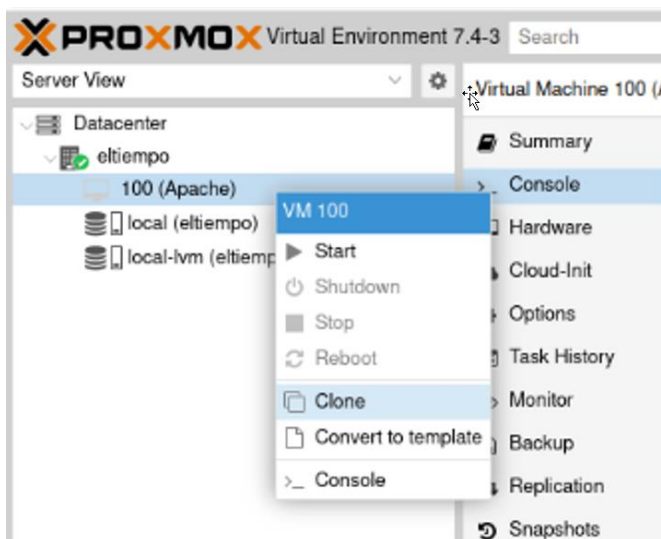 PROXMOX Virtual Environment 7.4-3 Search
Server View
Virtual Machine 100 (
Datacenter
eltiempo
100 (Apache)
local (eltiempo)
local-lvm (eltiemp
VM 100
Start
Shutdown
Stop
Reboot
Clone
Convert to template
Console
Summary
Console
Hardware
Cloud-Init
Options
Task History
Monitor
Backup
Replication
Snapshots